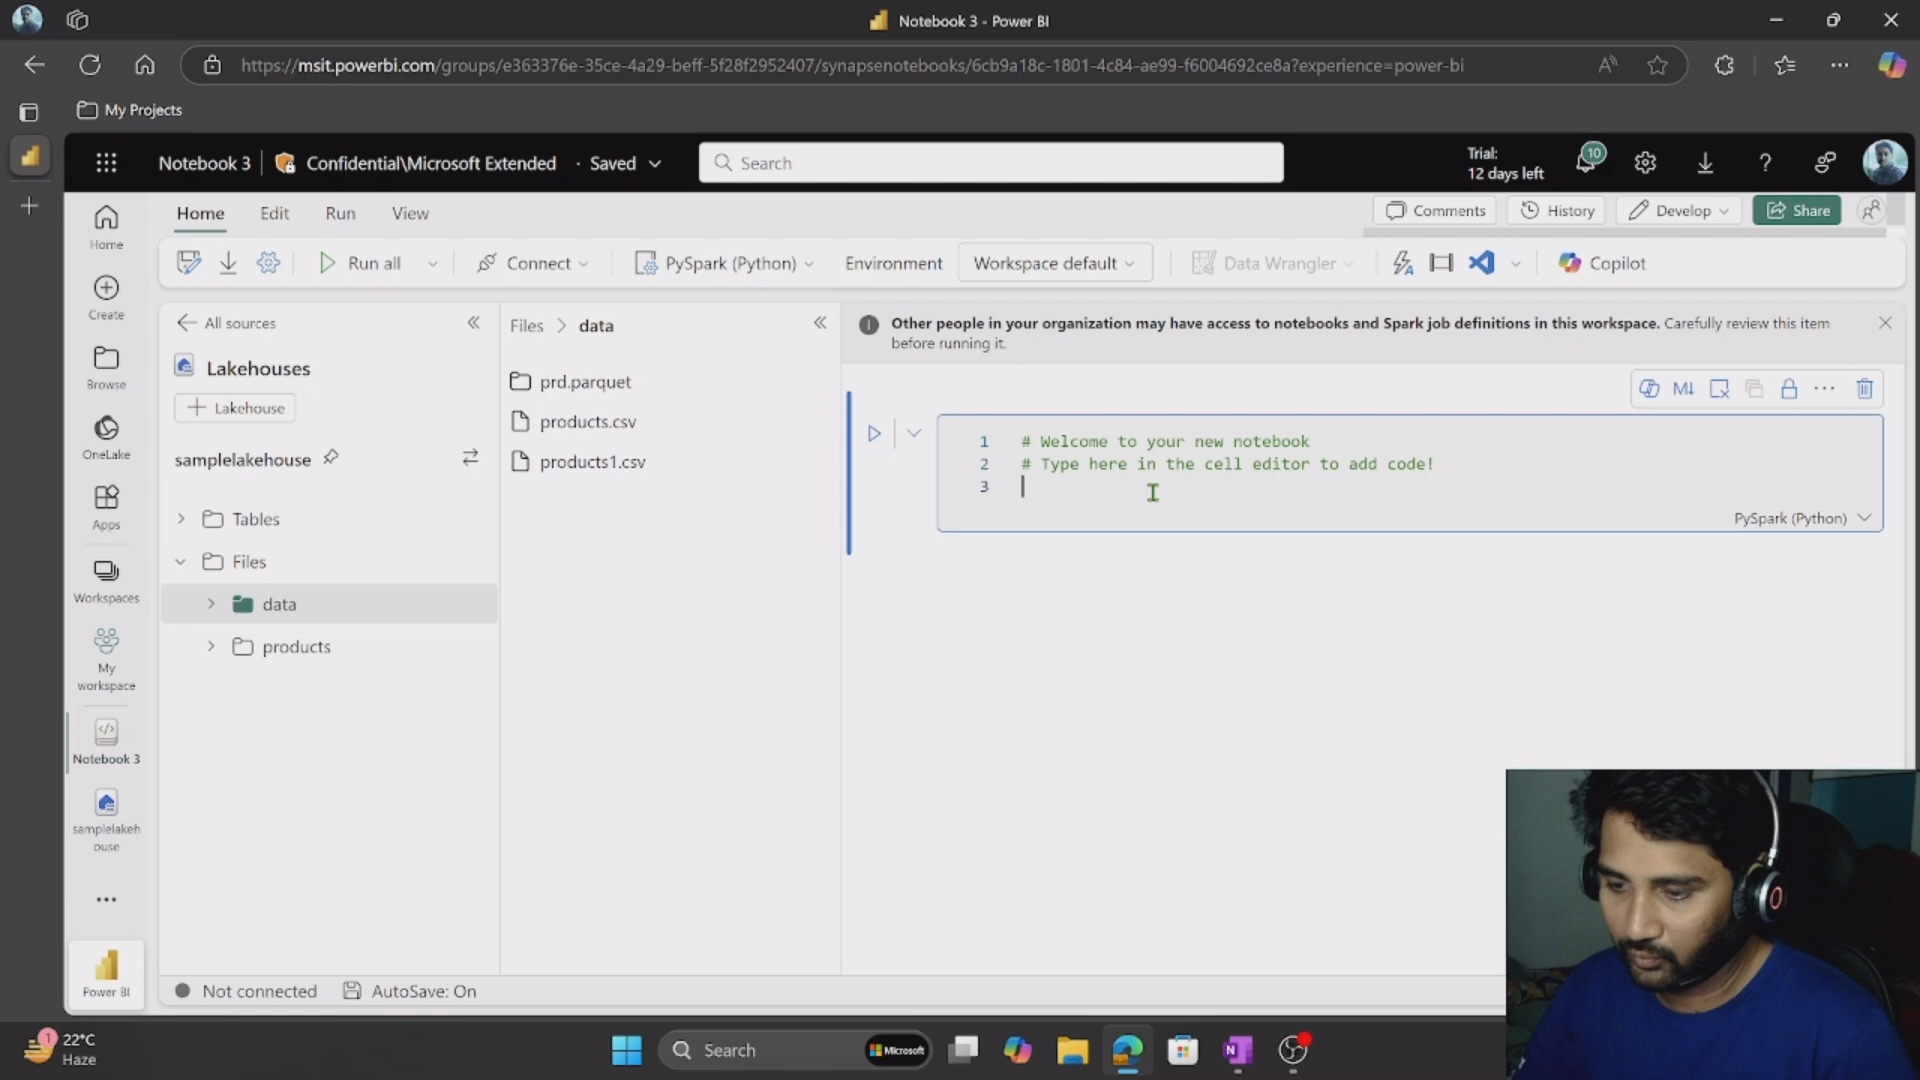 Notebook 3 - Power BI
https://msit.powerbi.com/groups/e363376e-35ce-4a29-beff-5f28f2952407/synapsenotebooks/6cb9a18c-1801-4c84-ae99-f6004692ce8a?experience=power-bi
My Projects
Notebook 3
Confidential\Microsoft Extended
· Saved
Search
Trial:
12 days left
10
Home
Edit
Run
View
Comments
History
Develop
Share
Run all
Connect
PySpark (Python)
Environment
Workspace default
Data Wrangler
Copilot
Home
Create
Browse
OneLake
Apps
Workspaces
My
workspace
Notebook 3
samplelakeh
ouse
Power BI
All sources
Lakehouses
Lakehouse
samplelakehouse
Tables
Files
data
products
Files > data
prd.parquet
products.csv
products1.csv
Other people in your organization may have access to notebooks and Spark job definitions in this workspace. Carefully review this item
before running it.
M↓
1 # Welcome to your new notebook
2 # Type here in the cell editor to add code!
3
PySpark (Python)
Not connected
AutoSave: On
1
22°C
Haze
Search
Microsoft
N